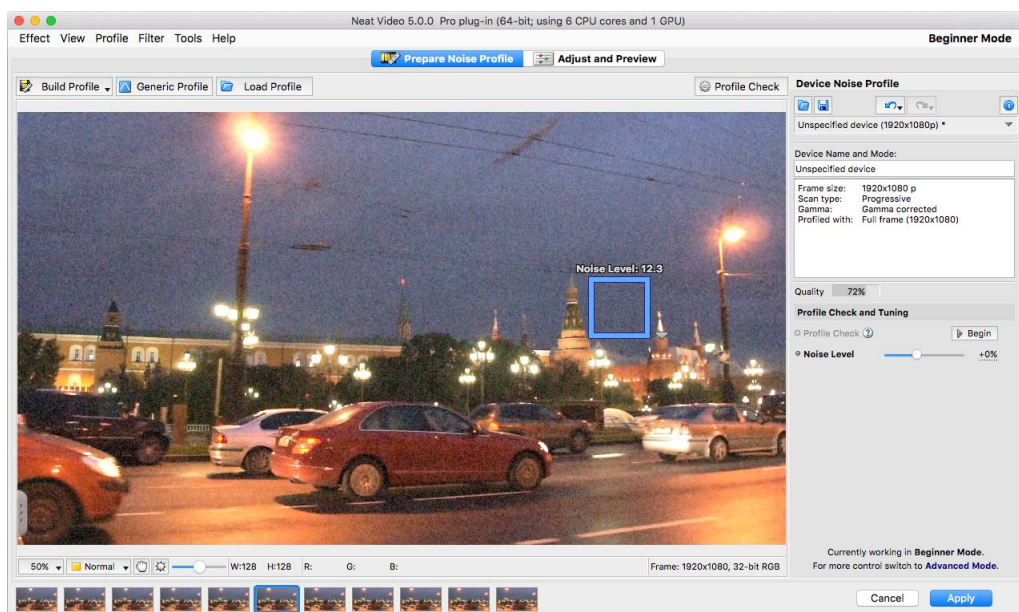 Neat Video 5.0.0 Pro plug-in (64-bit; using 6 CPU cores and 1 GPU)
Effect View Profile Filter Tools Help
Beginner Mode
Prepare Noise Profile
Adjust and Preview
Build Profile
Generic Profile
Load Profile
Profile Check
Device Noise Profile
Unspecified device (1920x1080p) *
Device Name and Mode:
Unspecified device
Frame size: 1920x1080 p
Scan type: Progressive
Gamma: Gamma corrected
Profiled with: Full frame (1920x1080)
Noise Level: 12.3
Quality 72%
Profile Check and Tuning
Profile Check ? Begin
Noise Level +0%
Currently working in Beginner Mode.
For more control switch to Advanced Mode.
50% Normal W:128 H:128 R: G: B: Frame: 1920x1080, 32-bit RGB
Cancel Apply